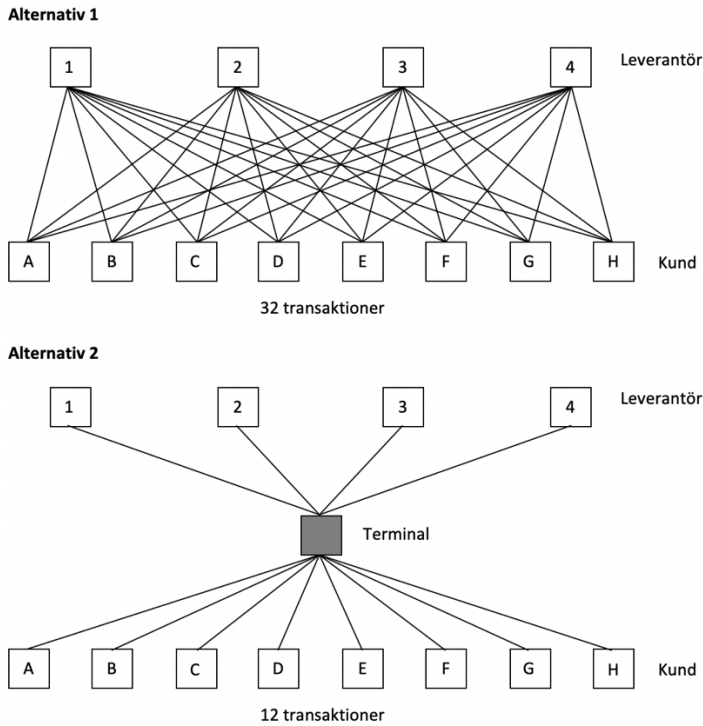 Alternativ 1
1 2 3 4 Leverantör
A B C D E F G H Kund
32 transaktioner
Alternativ 2
1 2 3 4 Leverantör
Terminal
A B C D E F G H Kund
12 transaktioner